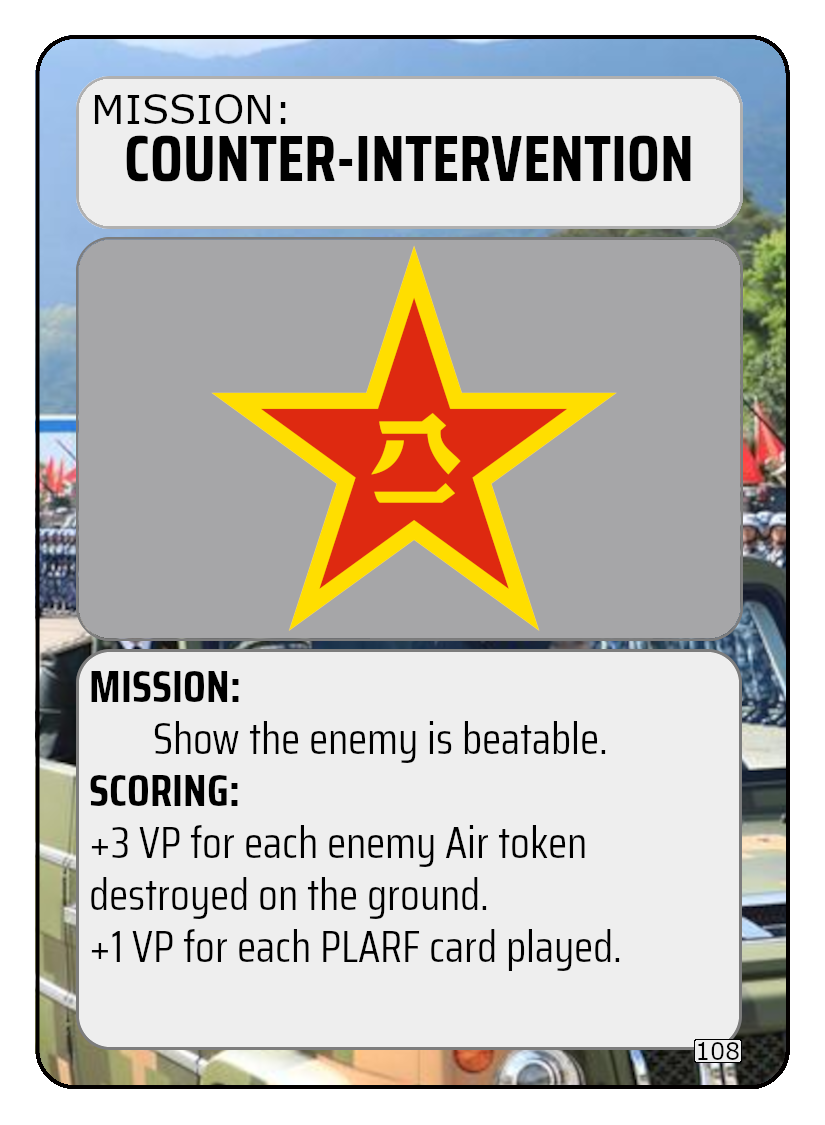 MISSION:
COUNTER-INTERVENTION
八一
MISSION:
Show the enemy is beatable.
SCORING:
+3 VP for each enemy Air token
destroyed on the ground.
+1 VP for each PLARF card played.
108